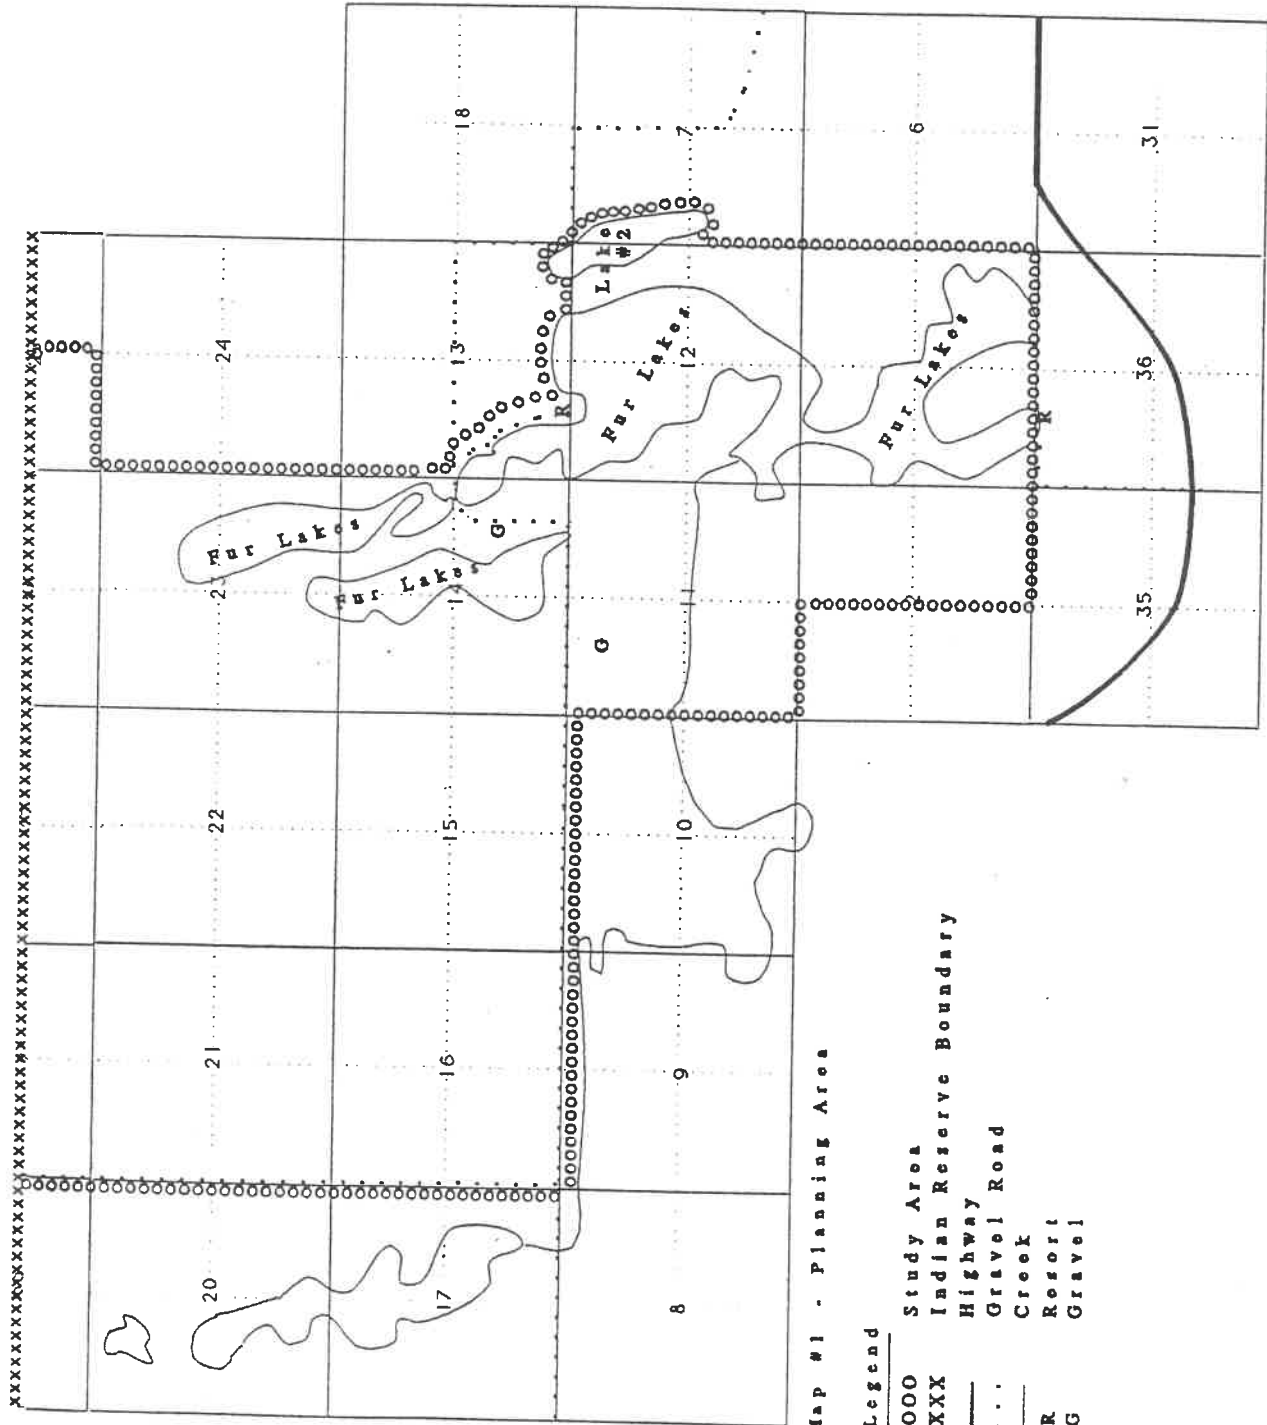 18
7
6
31
24
13
12
36
Lake
#2
Fur Lakes
Fur Lakes
R
R
Fur Lakes
Fur Lakes
23
14
11
2
35
G
G
22
15
10
21
16
9
20
17
8
Map #1 - Planning Area
Legend
OOO Study Area
XXX Indian Reserve Boundary
Highway
... Gravel Road
Creek
R Resort
G Gravel